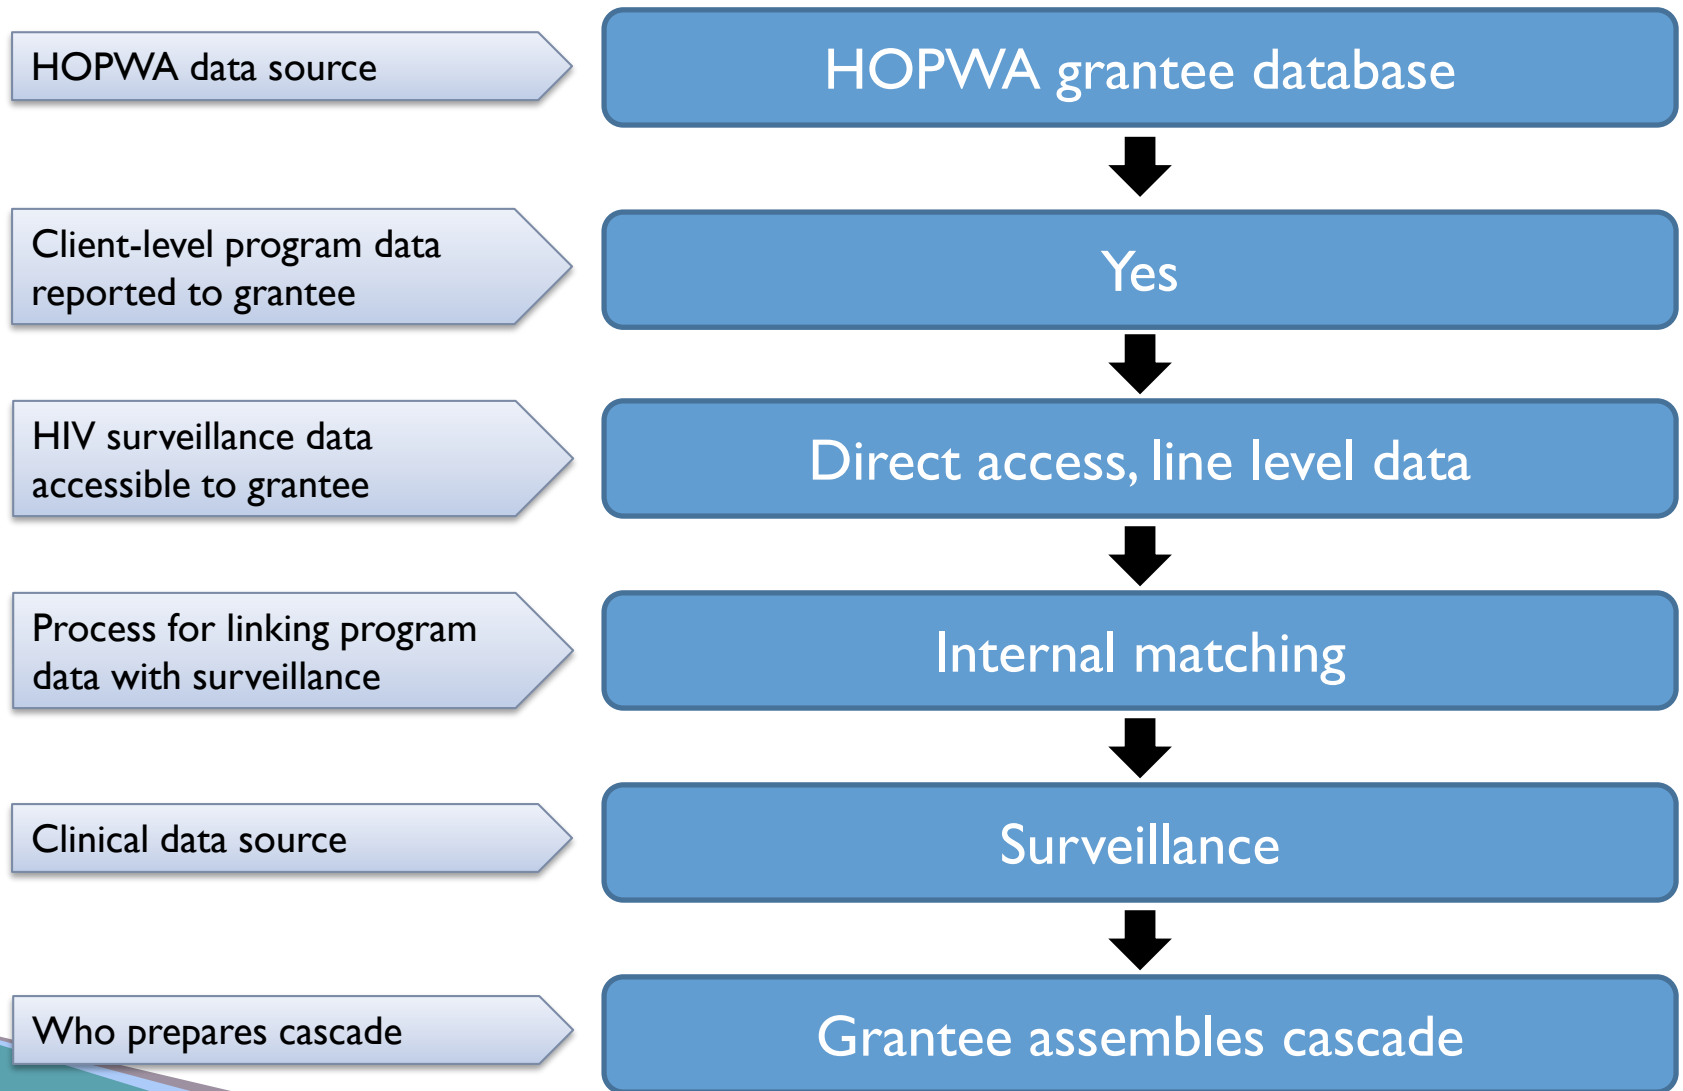 HOPWA data source
HOPWA grantee database
Client-level program data
reported to grantee
Yes
HIV surveillance data
accessible to grantee
Direct access, line level data
Process for linking program
data with surveillance
Internal matching
Clinical data source
Surveillance
Who prepares cascade
Grantee assembles cascade